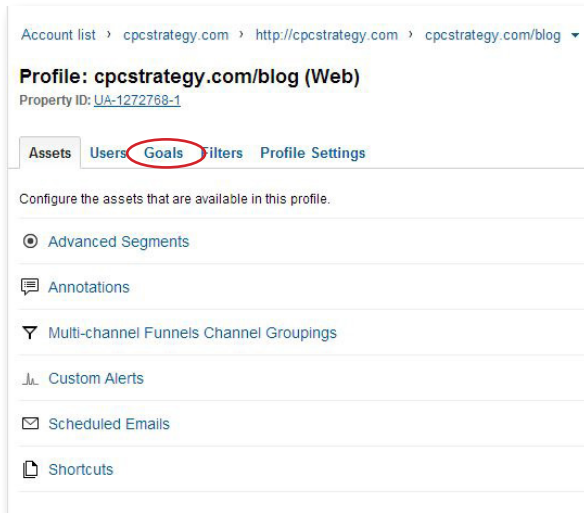 Account list › cpcstrategy.com › http://cpcstrategy.com › cpcstrategy.com/blog
Profile: cpcstrategy.com/blog (Web)
Property ID: UA-1272768-1
Assets Users Goals Filters Profile Settings
Configure the assets that are available in this profile.
Advanced Segments
Annotations
Multi-channel Funnels Channel Groupings
Custom Alerts
Scheduled Emails
Shortcuts